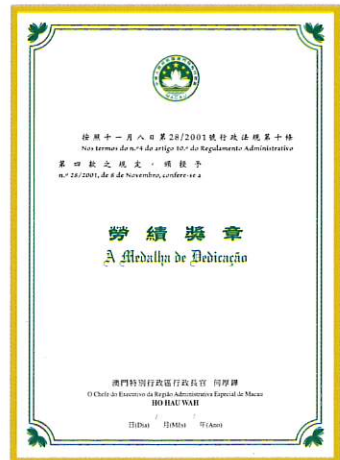 按照十一月八日第28/2001號行政法規第十條
Nos termos do n.º4 do artigo 10.º do Regulamento Administrativo
第四款之規定，頒授予
n.º 28/2001, de 8 de Novembro, confere-se a
勞績獎章
A Medalha de Dedicação
澳門特別行政區行政長官 何厚鏵
O Chefe do Executivo da Região Administrativa Especial de Macau
HO HAU WAH
日(Dia) / 月(Mês) / 年(Ano)